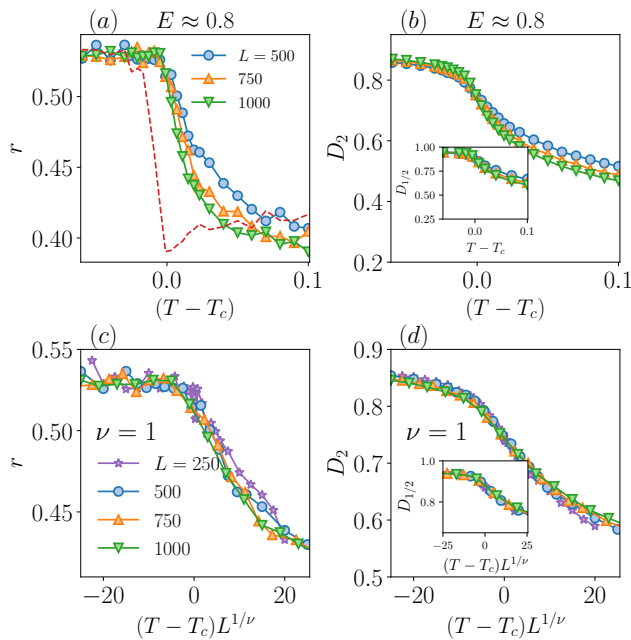 E ≈ 0.8
E ≈ 0.8
(a)
L = 500
750
1000
r
0.50
0.45
0.40
0.0
0.1
(T − T_c)
(b)
D_2
0.8
0.6
0.4
0.2
0.0
0.1
(T − T_c)
D_{1/2}
1.00
0.75
0.50
0.25
0.0
0.1
T − T_c
(c)
r
0.55
0.50
0.45
ν = 1
L = 250
500
750
1000
−20
0
20
(T − T_c)L^{1/ν}
(d)
D_2
0.9
0.8
0.7
0.6
0.5
ν = 1
D_{1/2}
1.0
0.8
−25
0
25
(T − T_c)L^{1/ν}
0
20
−20
(T − T_c)L^{1/ν}